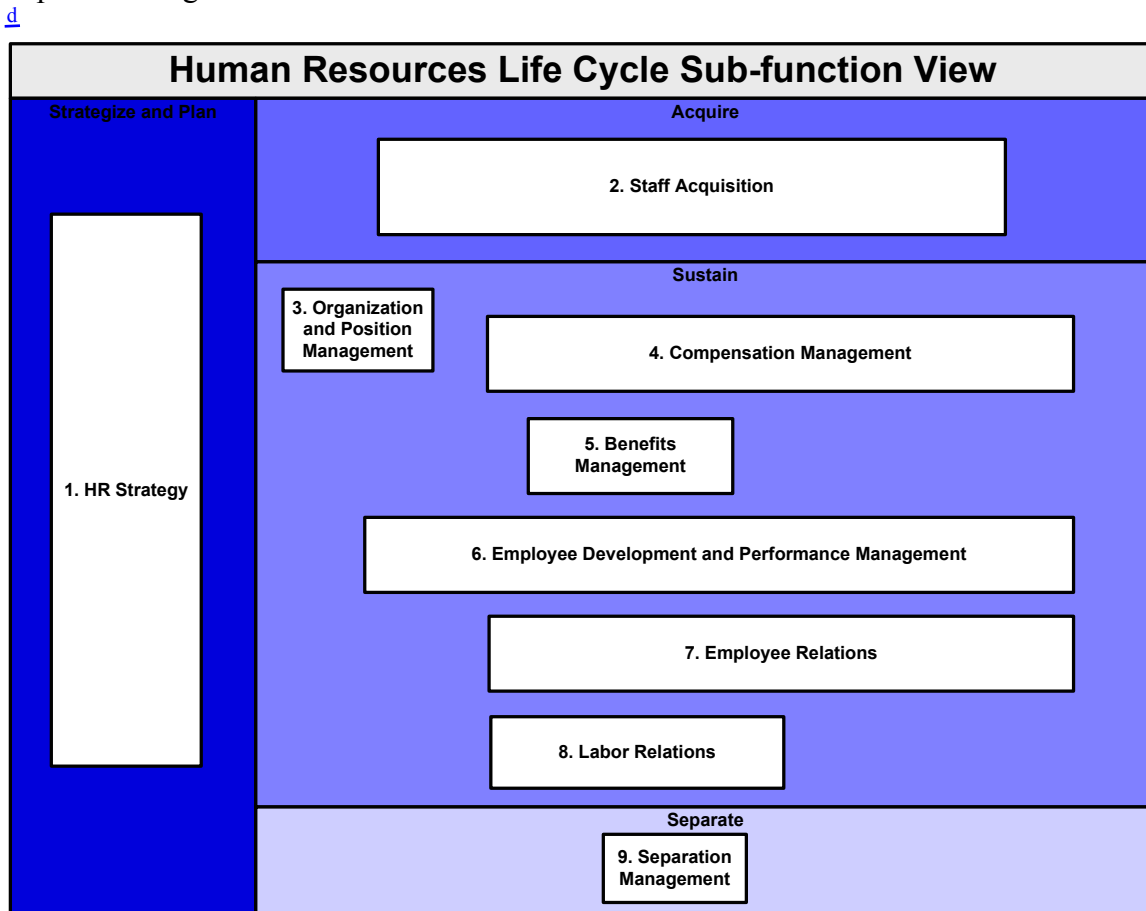 d
Human Resources Life Cycle Sub-function View
Strategize and Plan
1. HR Strategy
Acquire
2. Staff Acquisition
Sustain
3. Organization
and Position
Management
4. Compensation Management
5. Benefits
Management
6. Employee Development and Performance Management
7. Employee Relations
8. Labor Relations
Separate
9. Separation
Management